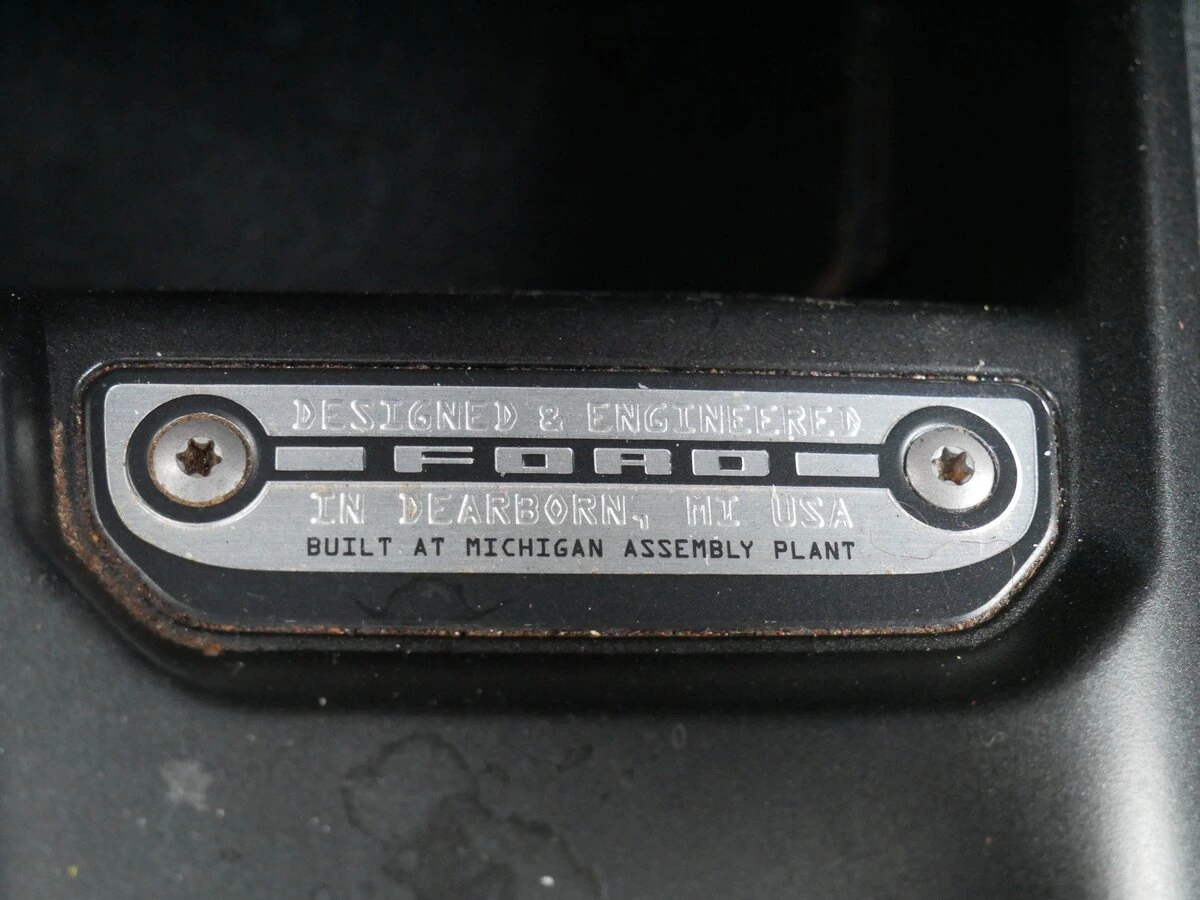 DESIGNED & ENGINEERED
FORD
IN DEARBORN, MI USA
BUILT AT MICHIGAN ASSEMBLY PLANT